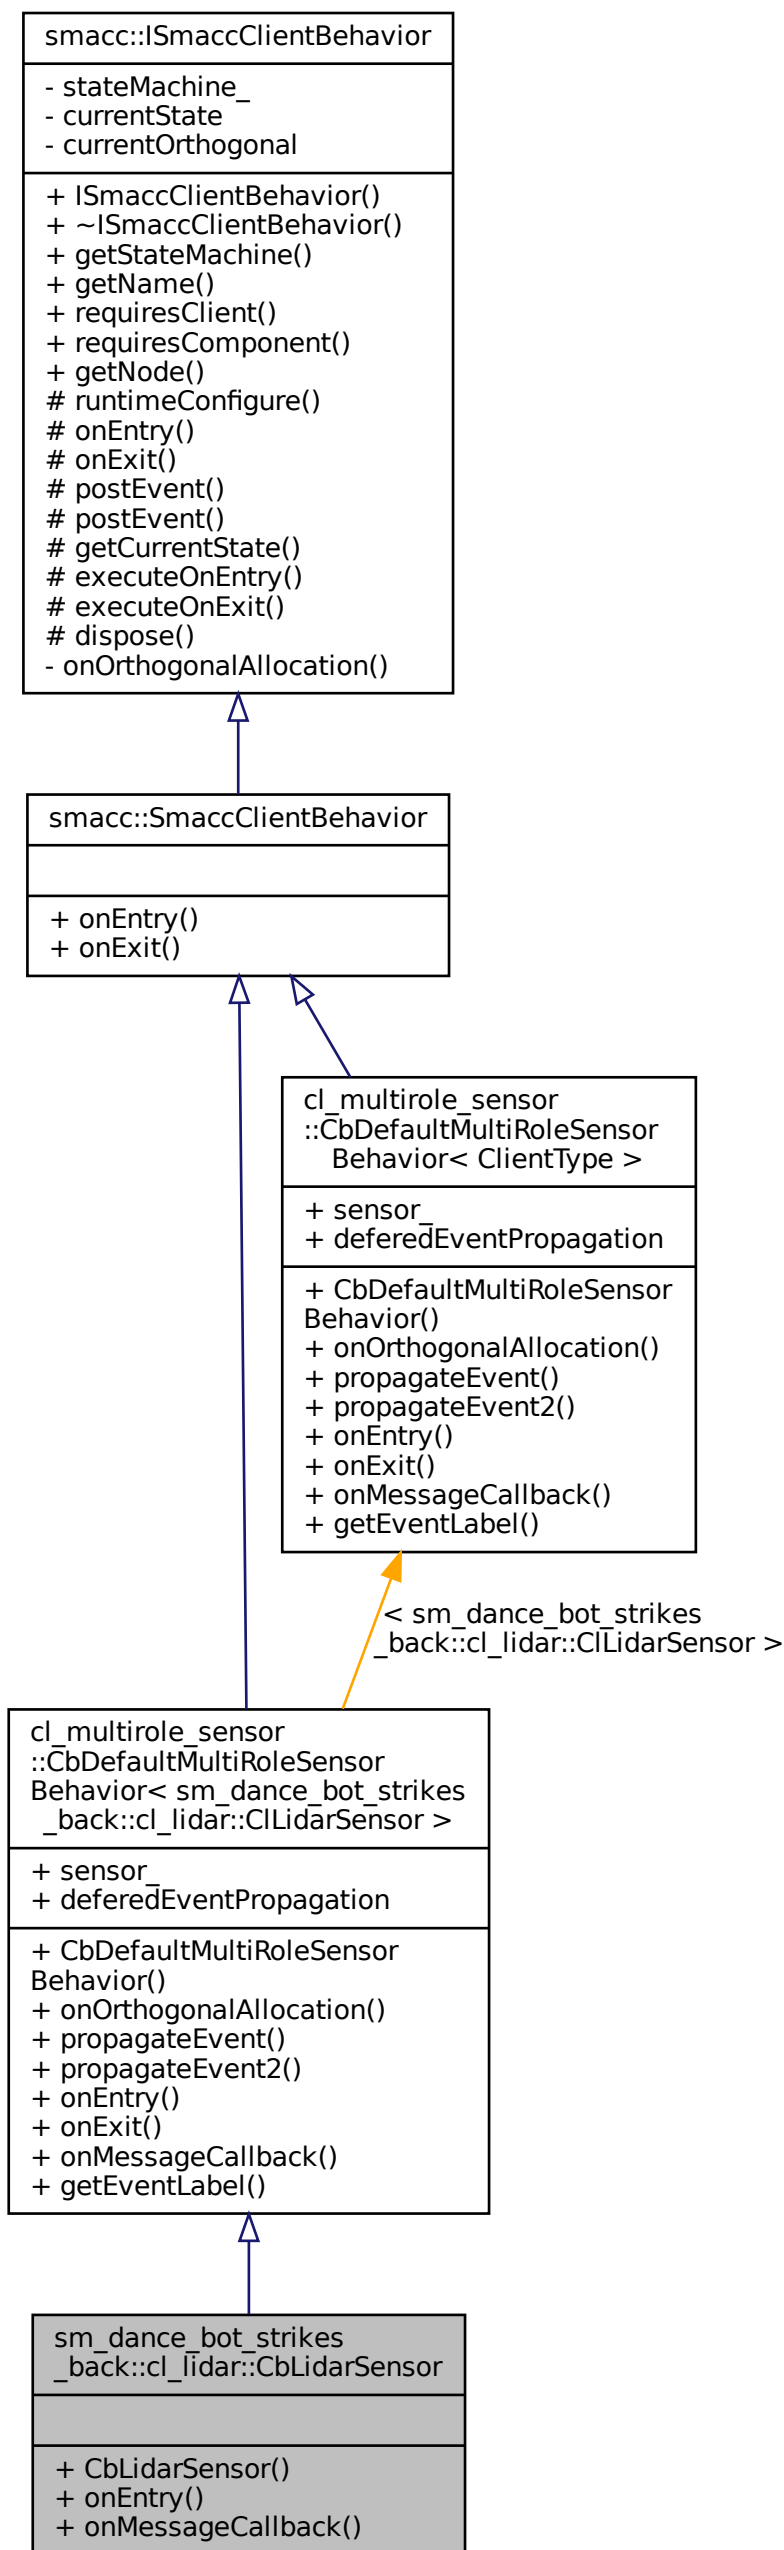 smacc::ISmaccClientBehavior
- stateMachine_
- currentState
- currentOrthogonal
+ ISmaccClientBehavior()
+ ~ISmaccClientBehavior()
+ getStateMachine()
+ getName()
+ requiresClient()
+ requiresComponent()
+ getNode()
# runtimeConfigure()
# onEntry()
# onExit()
# postEvent()
# postEvent()
# getCurrentState()
# executeOnEntry()
# executeOnExit()
# dispose()
- onOrthogonalAllocation()
smacc::SmaccClientBehavior
+ onEntry()
+ onExit()
cl_multirole_sensor
::CbDefaultMultiRoleSensor
Behavior< ClientType >
+ sensor_
+ deferedEventPropagation
+ CbDefaultMultiRoleSensor
Behavior()
+ onOrthogonalAllocation()
+ propagateEvent()
+ propagateEvent2()
+ onEntry()
+ onExit()
+ onMessageCallback()
+ getEventLabel()
< sm_dance_bot_strikes
_back::cl_lidar::ClLidarSensor >
cl_multirole_sensor
::CbDefaultMultiRoleSensor
Behavior< sm_dance_bot_strikes
_back::cl_lidar::ClLidarSensor >
+ sensor_
+ deferedEventPropagation
+ CbDefaultMultiRoleSensor
Behavior()
+ onOrthogonalAllocation()
+ propagateEvent()
+ propagateEvent2()
+ onEntry()
+ onExit()
+ onMessageCallback()
+ getEventLabel()
sm_dance_bot_strikes
_back::cl_lidar::CbLidarSensor
+ CbLidarSensor()
+ onEntry()
+ onMessageCallback()